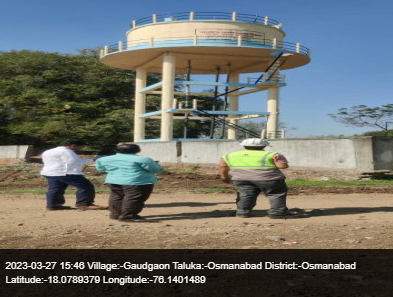 2023-03-27 15:46 Village:-Gaudgaon Taluka:-Osmanabad District:-Osmanabad
Latitude:-18.0789379 Longitude:-76.1401489